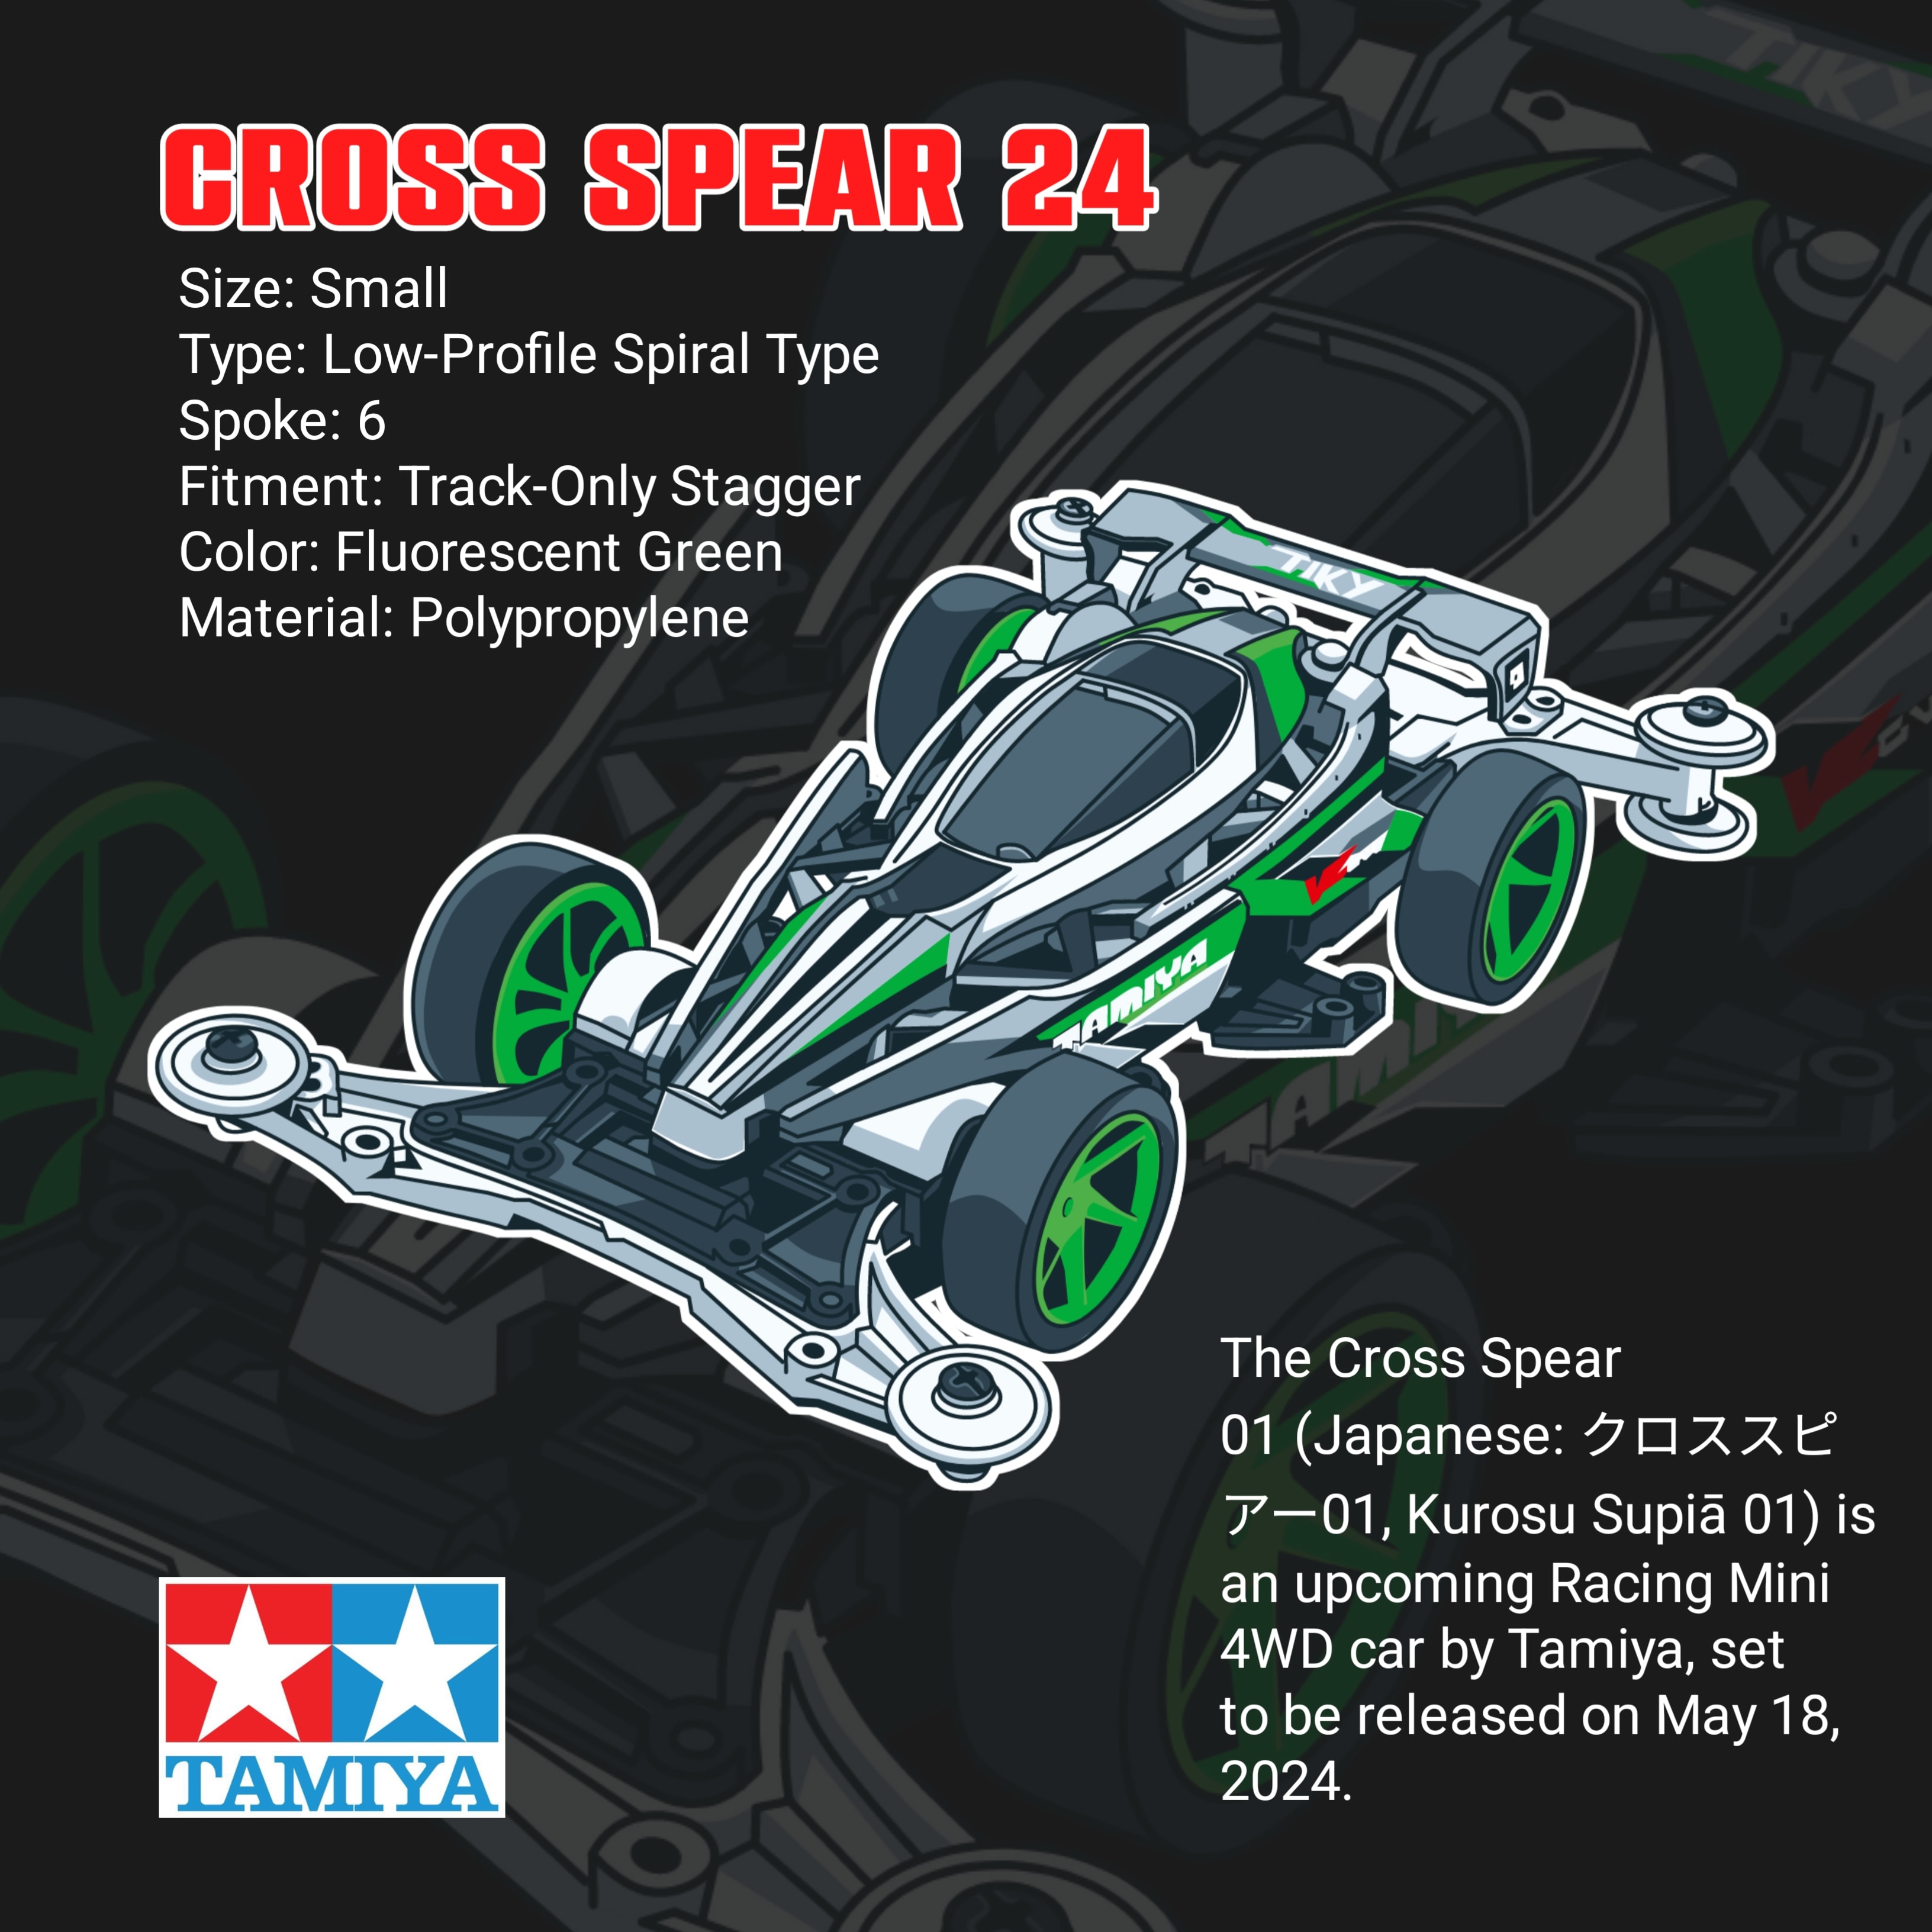 CROSS SPEAR 24
Size: Small
Type: Low-Profile Spiral Type
Spoke: 6
Fitment: Track-Only Stagger
Color: Fluorescent Green
Material: Polypropylene
TIKY
TIKY
TAMIYA
The Cross Spear
01 (Japanese: クロススピ
アー01, Kurosu Supiā 01) is
an upcoming Racing Mini
4WD car by Tamiya, set
to be released on May 18,
2024.
TAMIYA